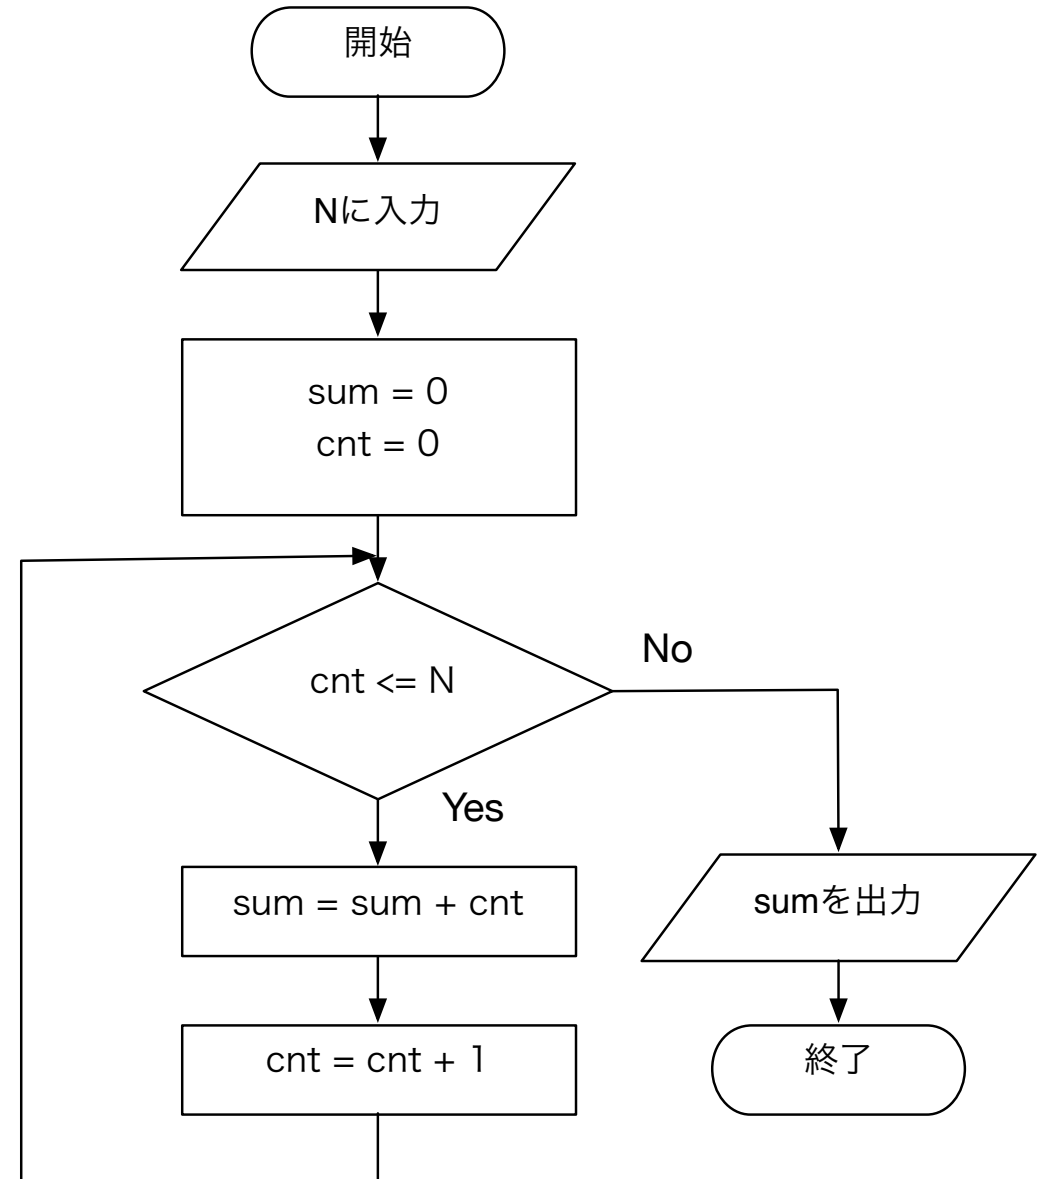 開始
Nに入力
sum = 0
cnt = 0
cnt <= N
No
Yes
sum = sum + cnt
sumを出力
cnt = cnt + 1
終了